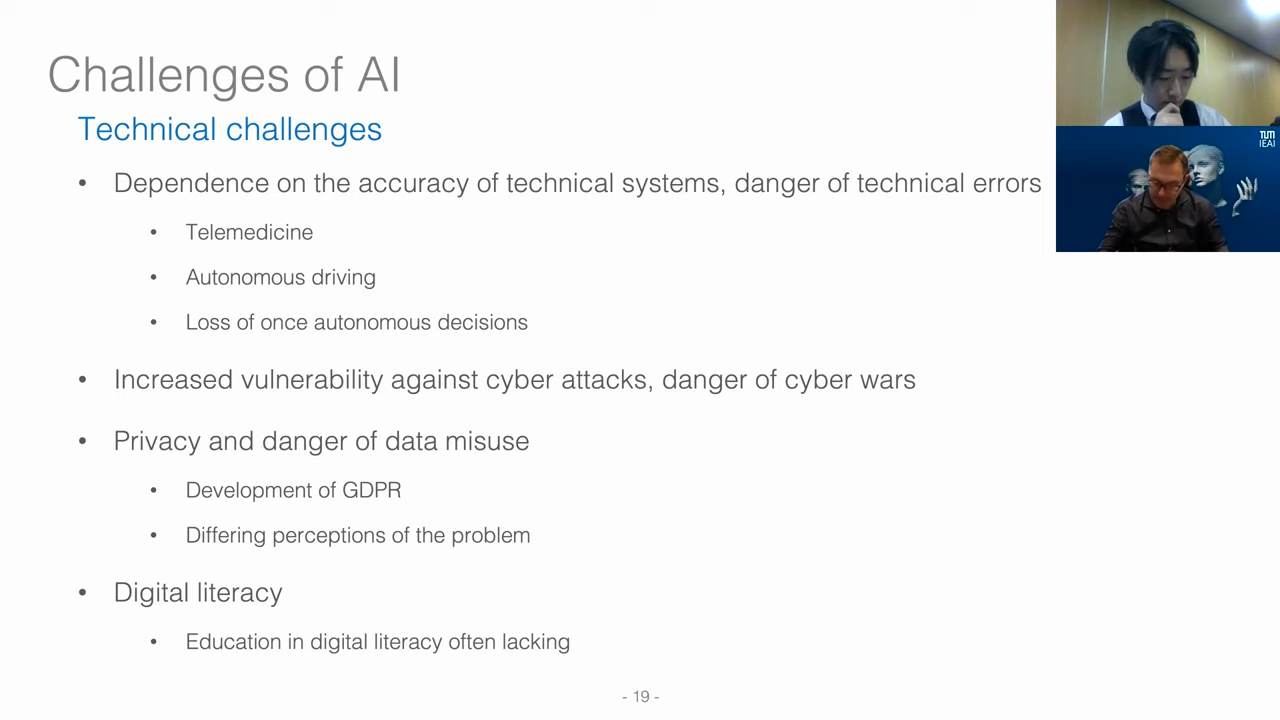 Challenges of AI
Technical challenges
• Dependence on the accuracy of technical systems, danger of technical errors
• Telemedicine
• Autonomous driving
• Loss of once autonomous decisions
• Increased vulnerability against cyber attacks, danger of cyber wars
• Privacy and danger of data misuse
• Development of GDPR
• Differing perceptions of the problem
• Digital literacy
• Education in digital literacy often lacking
- 19 -
TUM
IEAI